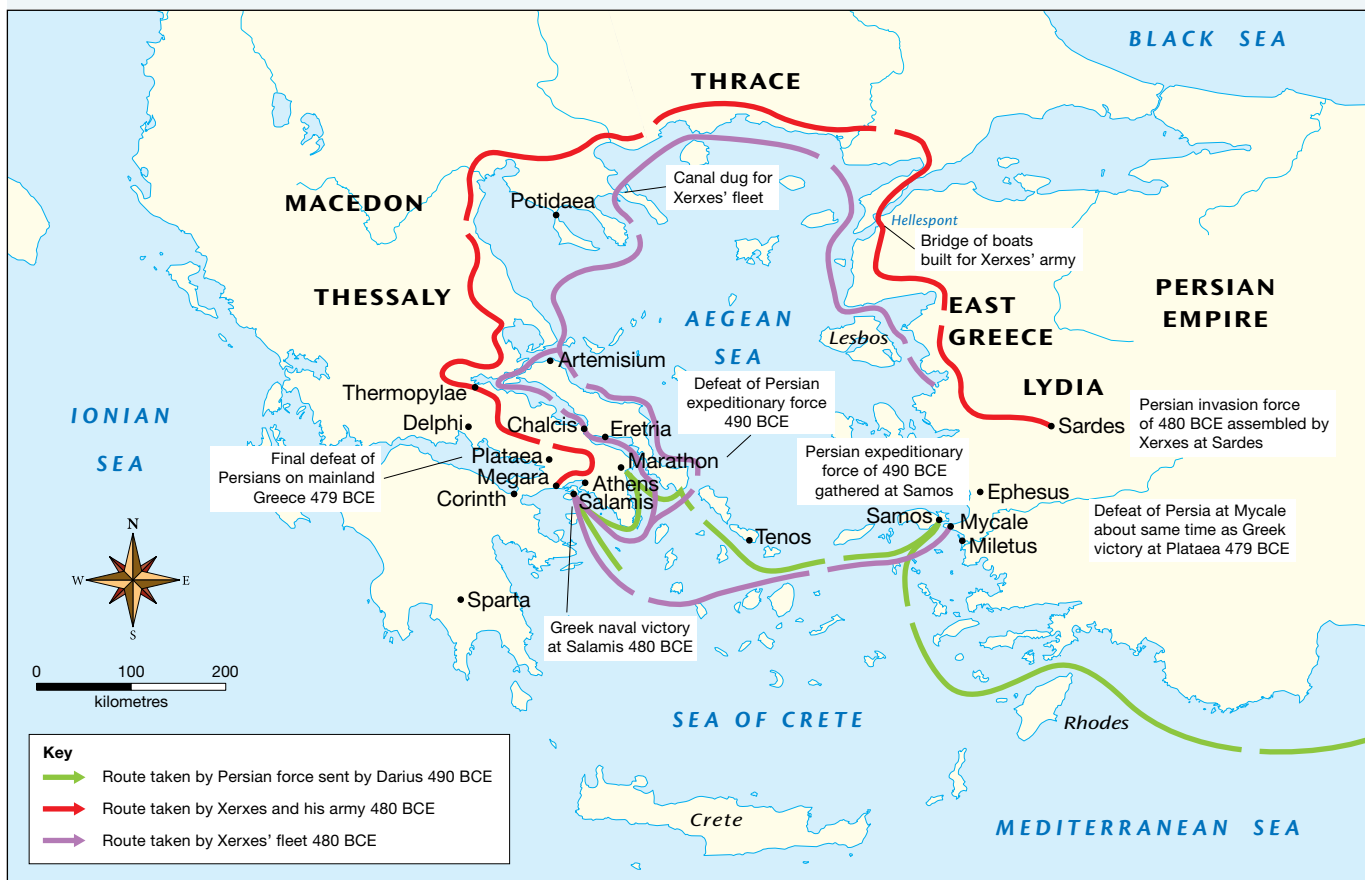 BLACK SEA
THRACE
Canal dug for
Xerxes' fleet
MACEDON
Potidaea
Hellespont
Bridge of boats
built for Xerxes' army
THESSALY
PERSIAN
EMPIRE
EAST
GREECE
AEGEAN
SEA
Lesbos
Artemisium
Thermopylae
LYDIA
Defeat of Persian
expeditionary force
490 BCE
IONIAN
SEA
Delphi
Chalcis
Eretria
Sardes
Persian invasion force
of 480 BCE assembled by
Xerxes at Sardes
Final defeat of
Persians on mainland
Greece 479 BCE
Plataea
Marathon
Megara
Athens
Corinth
Salamis
Persian expeditionary
force of 490 BCE
gathered at Samos
Ephesus
Samos
Mycale
Miletus
Defeat of Persia at Mycale
about same time as Greek
victory at Plataea 479 BCE
Tenos
N
W
E
S
Sparta
Greek naval victory
at Salamis 480 BCE
0 100 200
kilometres
SEA OF CRETE
Rhodes
Key
Route taken by Persian force sent by Darius 490 BCE
Route taken by Xerxes and his army 480 BCE
Route taken by Xerxes' fleet 480 BCE
Crete
MEDITERRANEAN SEA